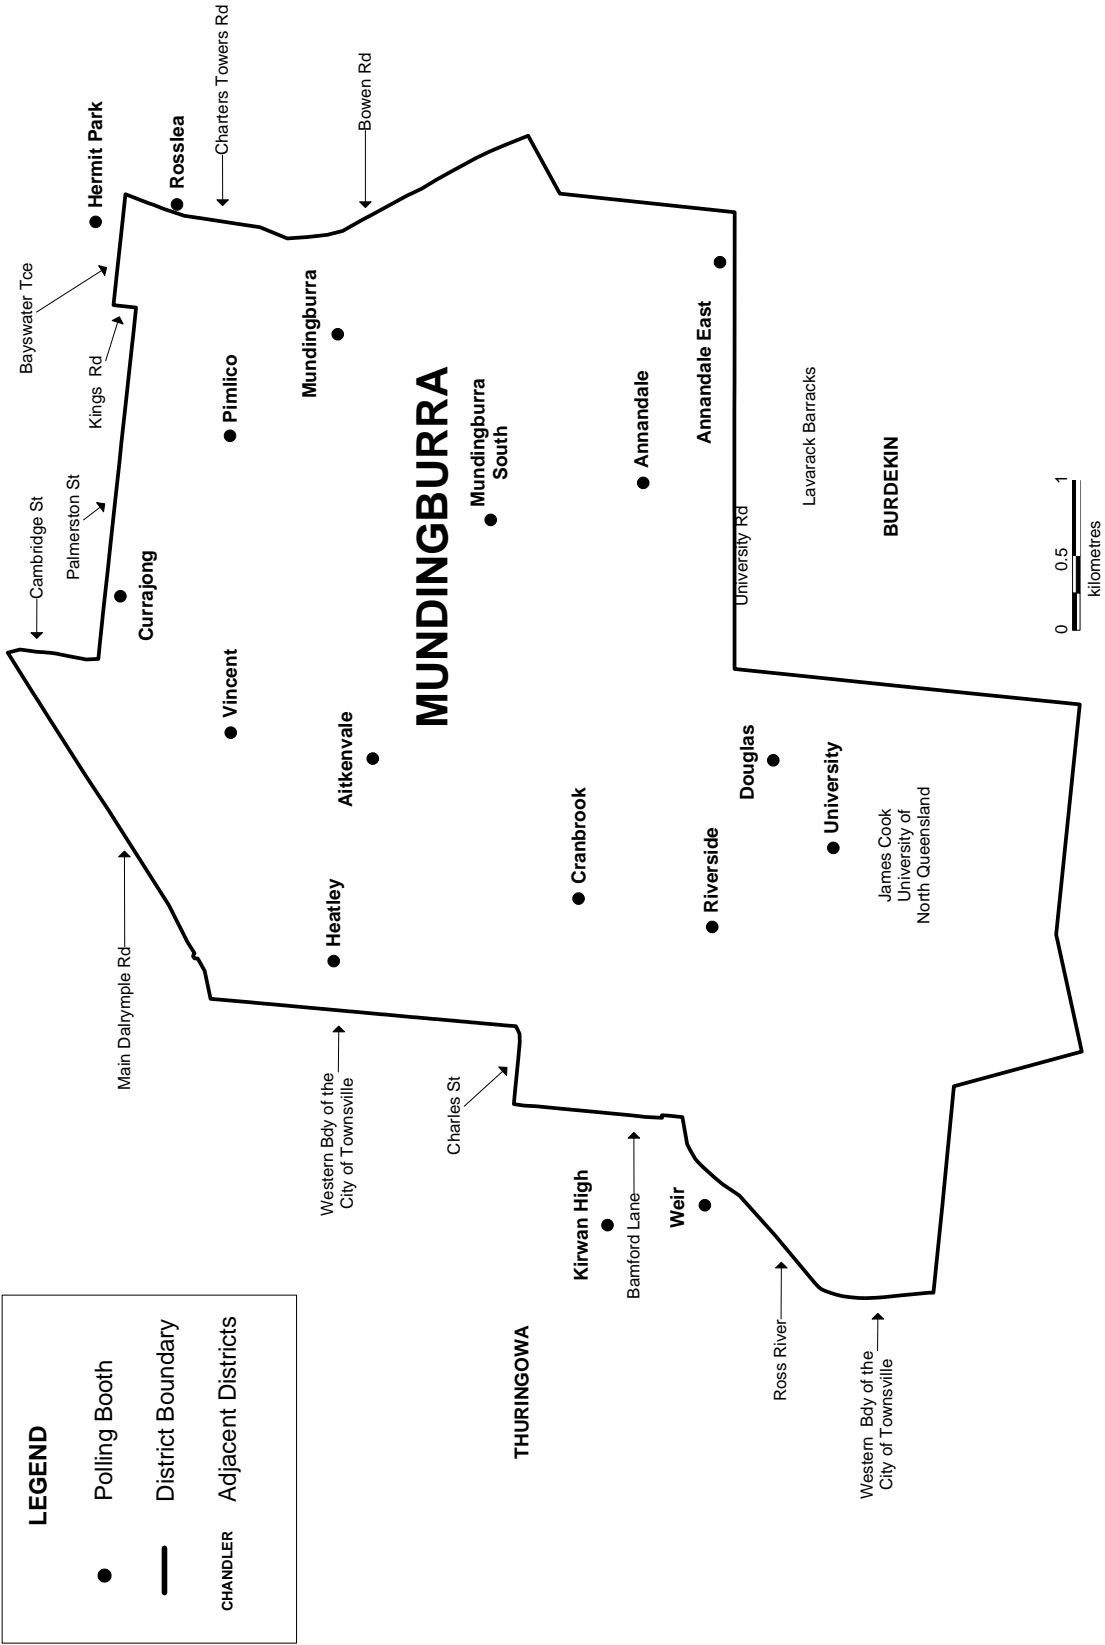 LEGEND
Polling Booth
District Boundary
CHANDLER
Adjacent Districts
Hermit Park
Rosslea
Charters Towers Rd
Bowen Rd
Bayswater Tce
Kings Rd
Palmerston St
Cambridge St
Currajong
Pimlico
Mundingburra
Vincent
Aitkenvale
MUNDINGBURRA
Mundingburra
South
Annandale
Annandale East
University Rd
Lavarack Barracks
BURDEKIN
Main Dalrymple Rd
Heatley
Cranbrook
Riverside
Douglas
University
James Cook
University of
North Queensland
Western Bdy of the
City of Townsville
Charles St
Kirwan High
Bamford Lane
Weir
THURINGOWA
Ross River
Western Bdy of the
City of Townsville
0 0.5 1
kilometres